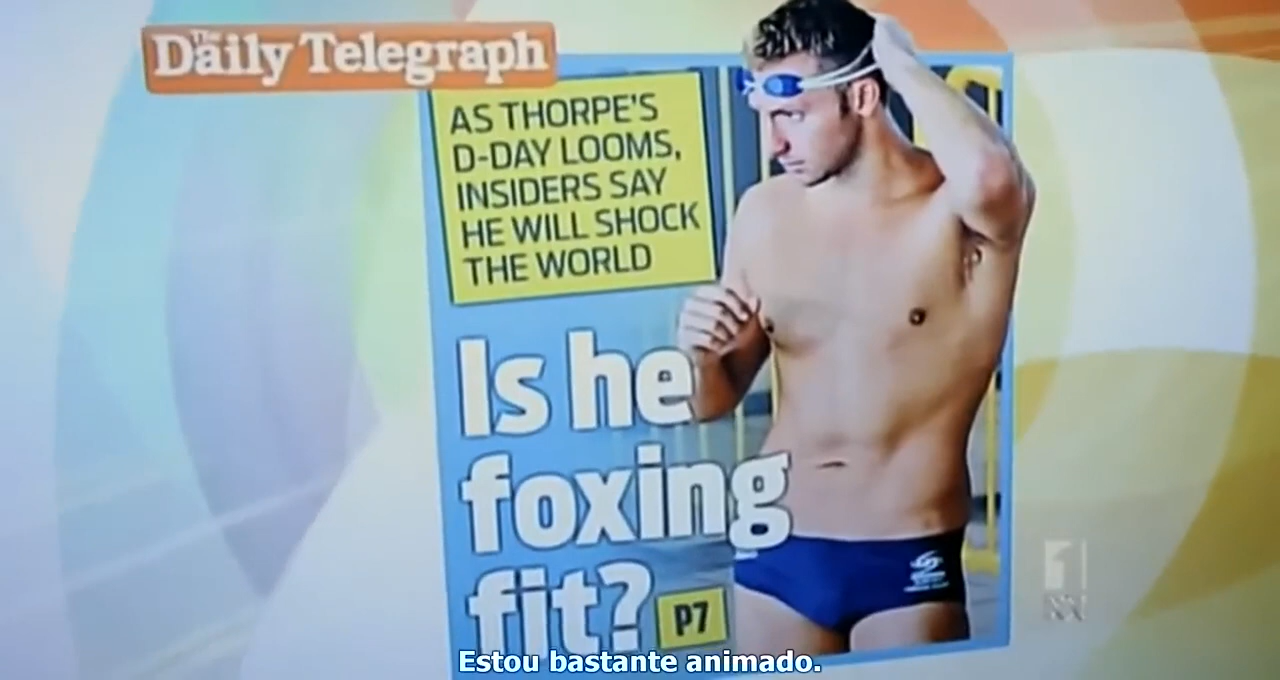 The Daily Telegraph
AS THORPE'S
D-DAY LOOMS,
INSIDERS SAY
HE WILL SHOCK
THE WORLD
Is he
foxing
fit?
P7
1
Estou bastante animado.